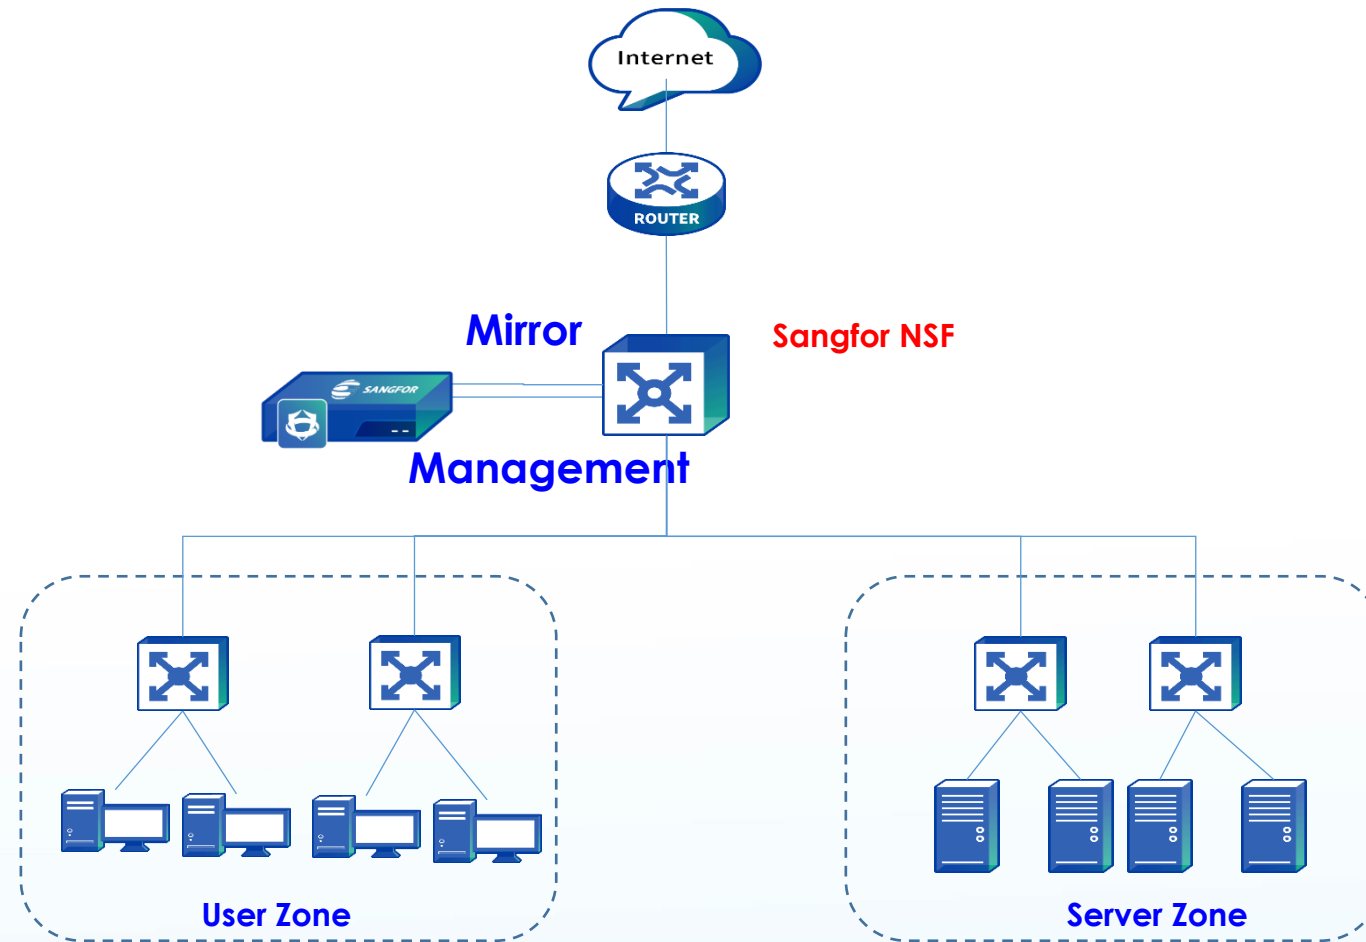 Internet
ROUTER
Mirror
Sangfor NSF
SANGFOR
Management
User Zone
Server Zone